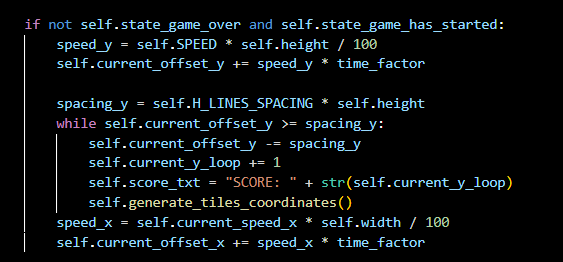 if not self.state_game_over and self.state_game_has_started:
    speed_y = self.SPEED * self.height / 100
    self.current_offset_y += speed_y * time_factor

    spacing_y = self.H_LINES_SPACING * self.height
    while self.current_offset_y >= spacing_y:
        self.current_offset_y -= spacing_y
        self.current_y_loop += 1
        self.score_txt = "SCORE: " + str(self.current_y_loop)
        self.generate_tiles_coordinates()
    speed_x = self.current_speed_x * self.width / 100
    self.current_offset_x += speed_x * time_factor